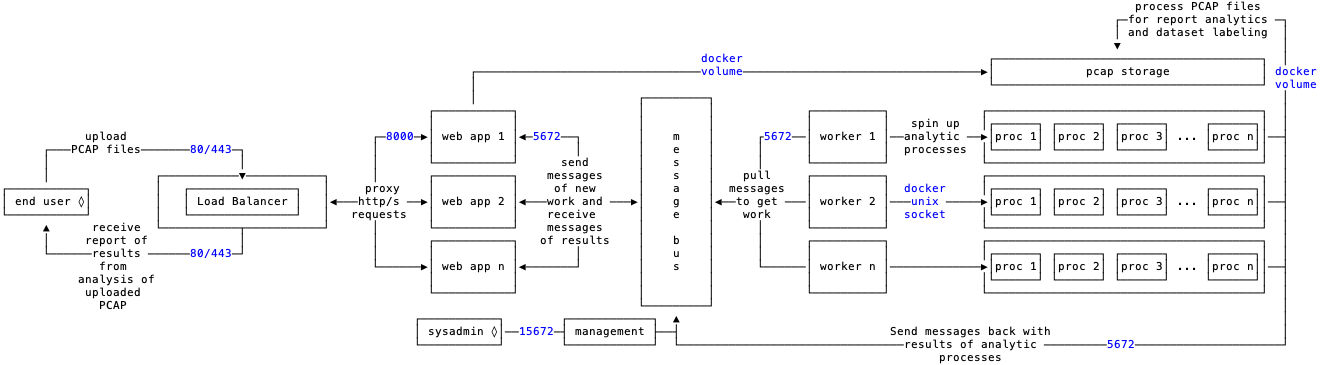 process PCAP files
for report analytics
and dataset labeling
docker
volume
pcap storage
docker
volume
upload
PCAP files
80/443
8000
web app 1
5672
send
messages
of new
work and
receive
messages
of results
message bus
5672
worker 1
spin up
analytic
processes
proc 1 proc 2 proc 3 ... proc n
end user ◊
Load Balancer
proxy
http/s
requests
web app 2
pull
messages
to get
work
worker 2
docker
unix
socket
proc 1 proc 2 proc 3 ... proc n
receive
report of
results
from
analysis of
uploaded
PCAP
80/443
web app n
worker n
proc 1 proc 2 proc 3 ... proc n
sysadmin ◊
15672
management
Send messages back with
results of analytic
processes
5672